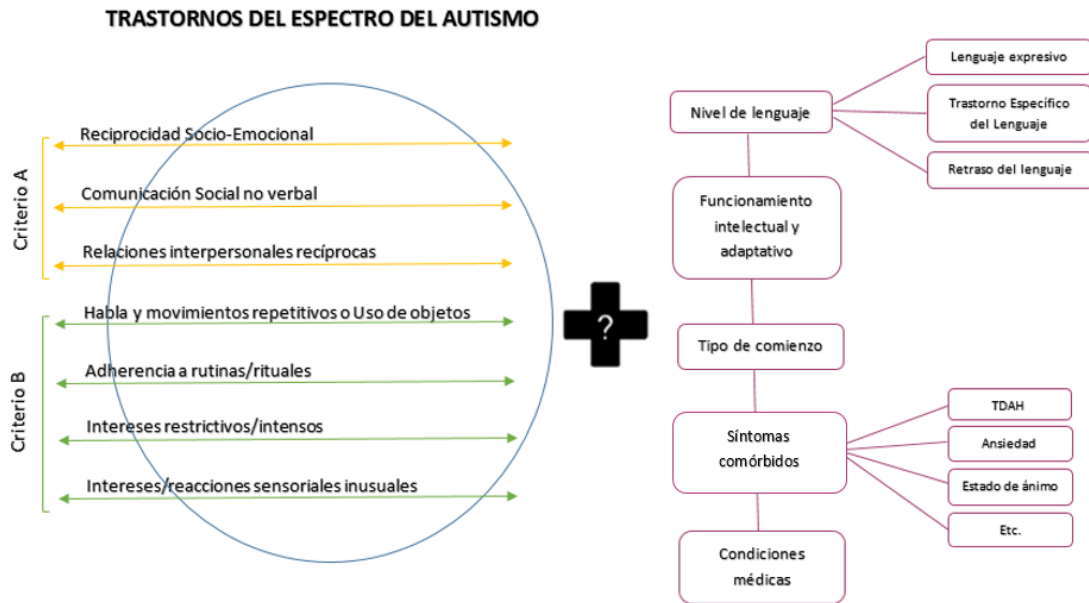 TRASTORNOS DEL ESPECTRO DEL AUTISMO
Criterio A
Reciprocidad Socio-Emocional
Comunicación Social no verbal
Relaciones interpersonales recíprocas
Criterio B
Habla y movimientos repetitivos o Uso de objetos
Adherencia a rutinas/rituales
Intereses restrictivos/intensos
Intereses/reacciones sensoriales inusuales
?
Nivel de lenguaje
Lenguaje expresivo
Trastorno Específico
del Lenguaje
Retraso del lenguaje
Funcionamiento
intelectual y
adaptativo
Tipo de comienzo
Síntomas
comórbidos
TDAH
Ansiedad
Estado de ánimo
Etc.
Condiciones
médicas